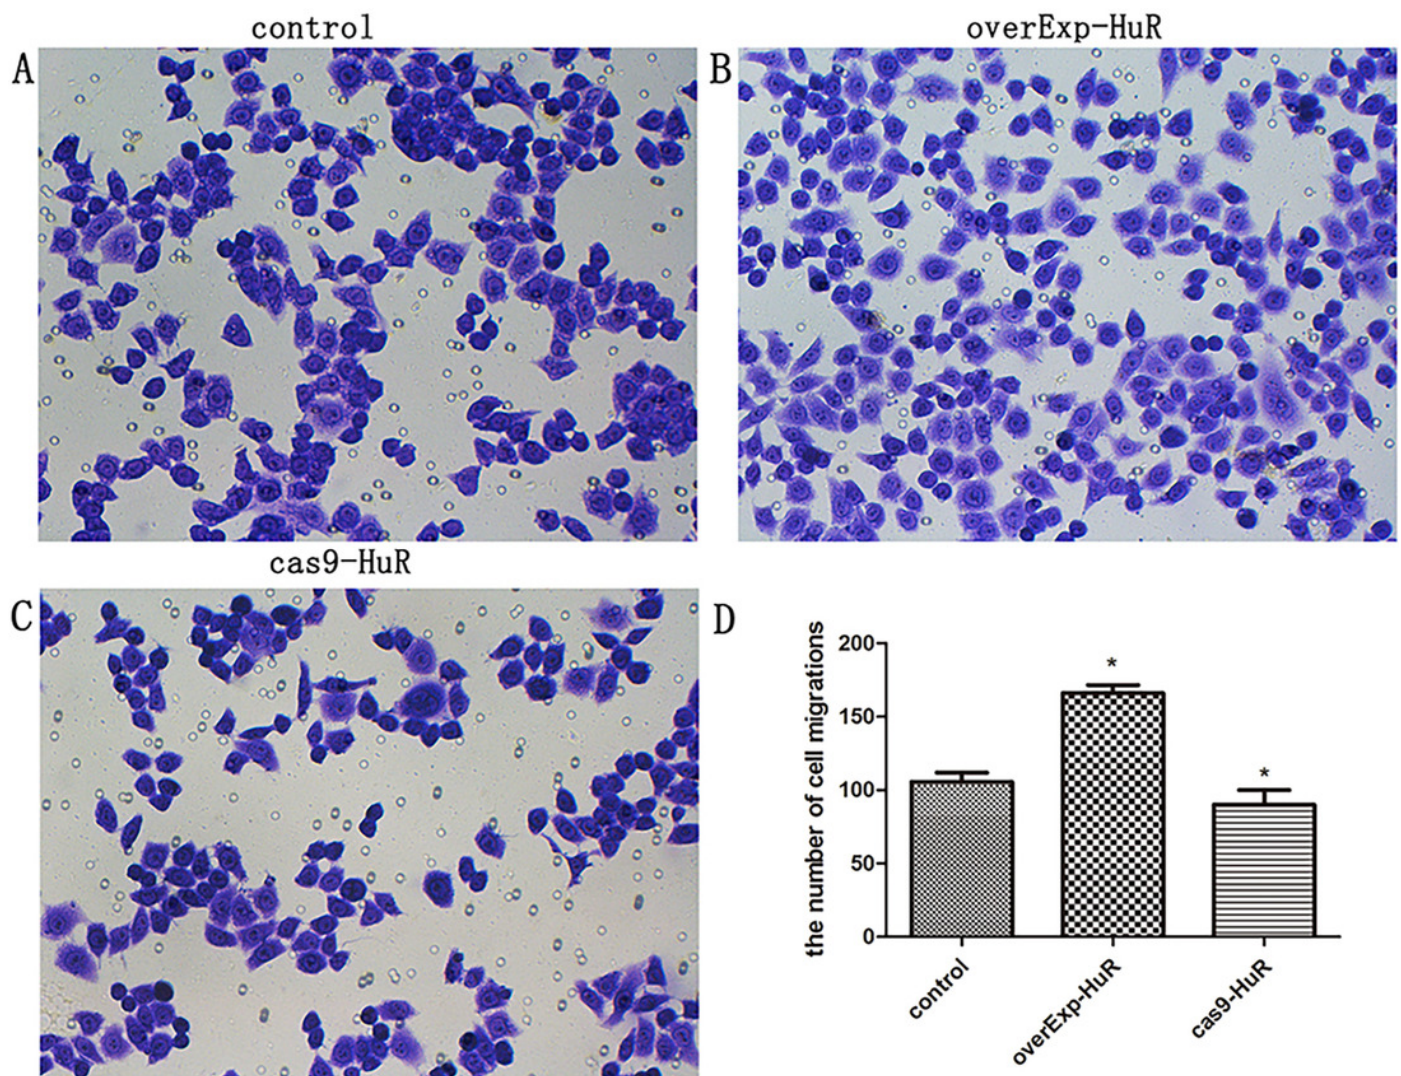 control
overExp-HuR
A
B
cas9-HuR
C
D
the number of cell migrations
200
150
100
50
0
*
*
control
overExp-HuR
cas9-HuR